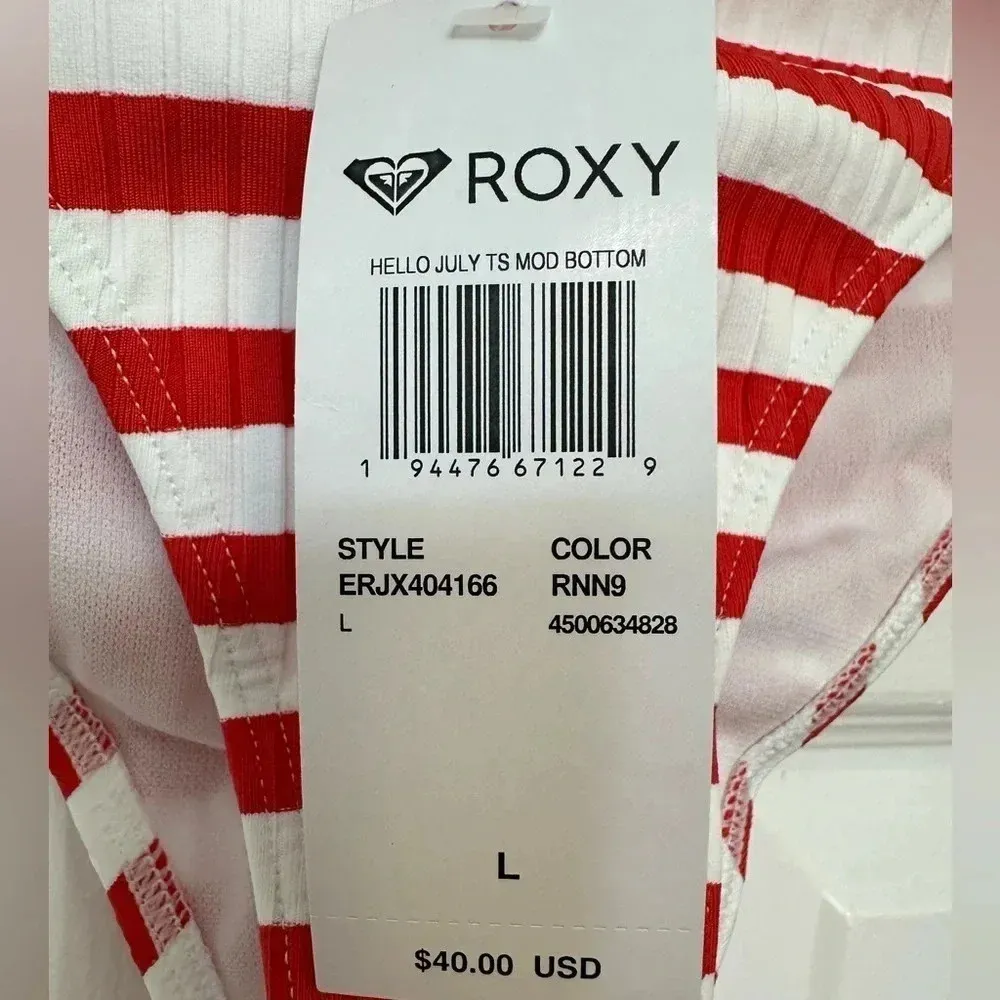 ROXY
HELLO JULY TS MOD BOTTOM
1 94476 67122 9
STYLE COLOR
ERJX404166 RNN9
L 4500634828
L
$40.00 USD